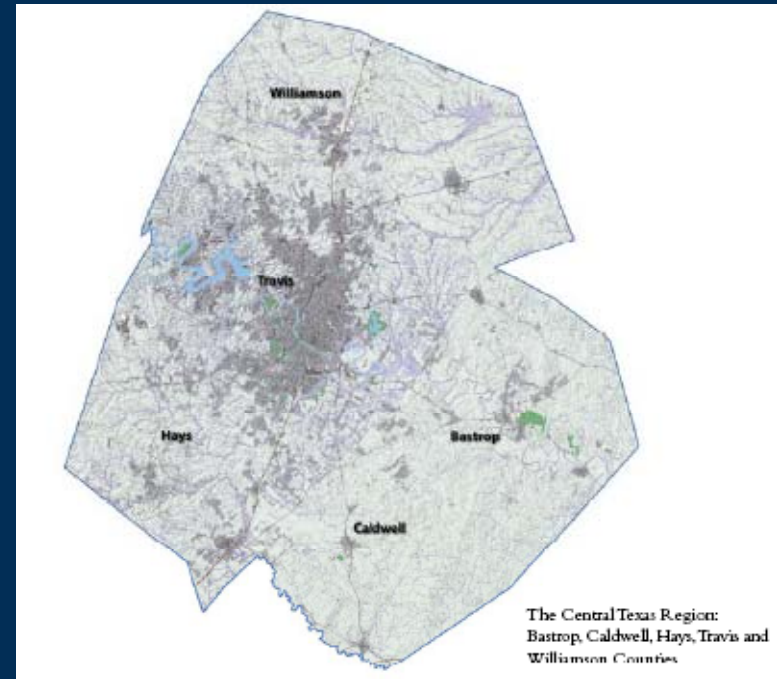 Williamson
Travis
Hays
Bastrop
Caldwell
The Central Texas Region:
Bastrop, Caldwell, Hays, Travis and
Williamson Counties